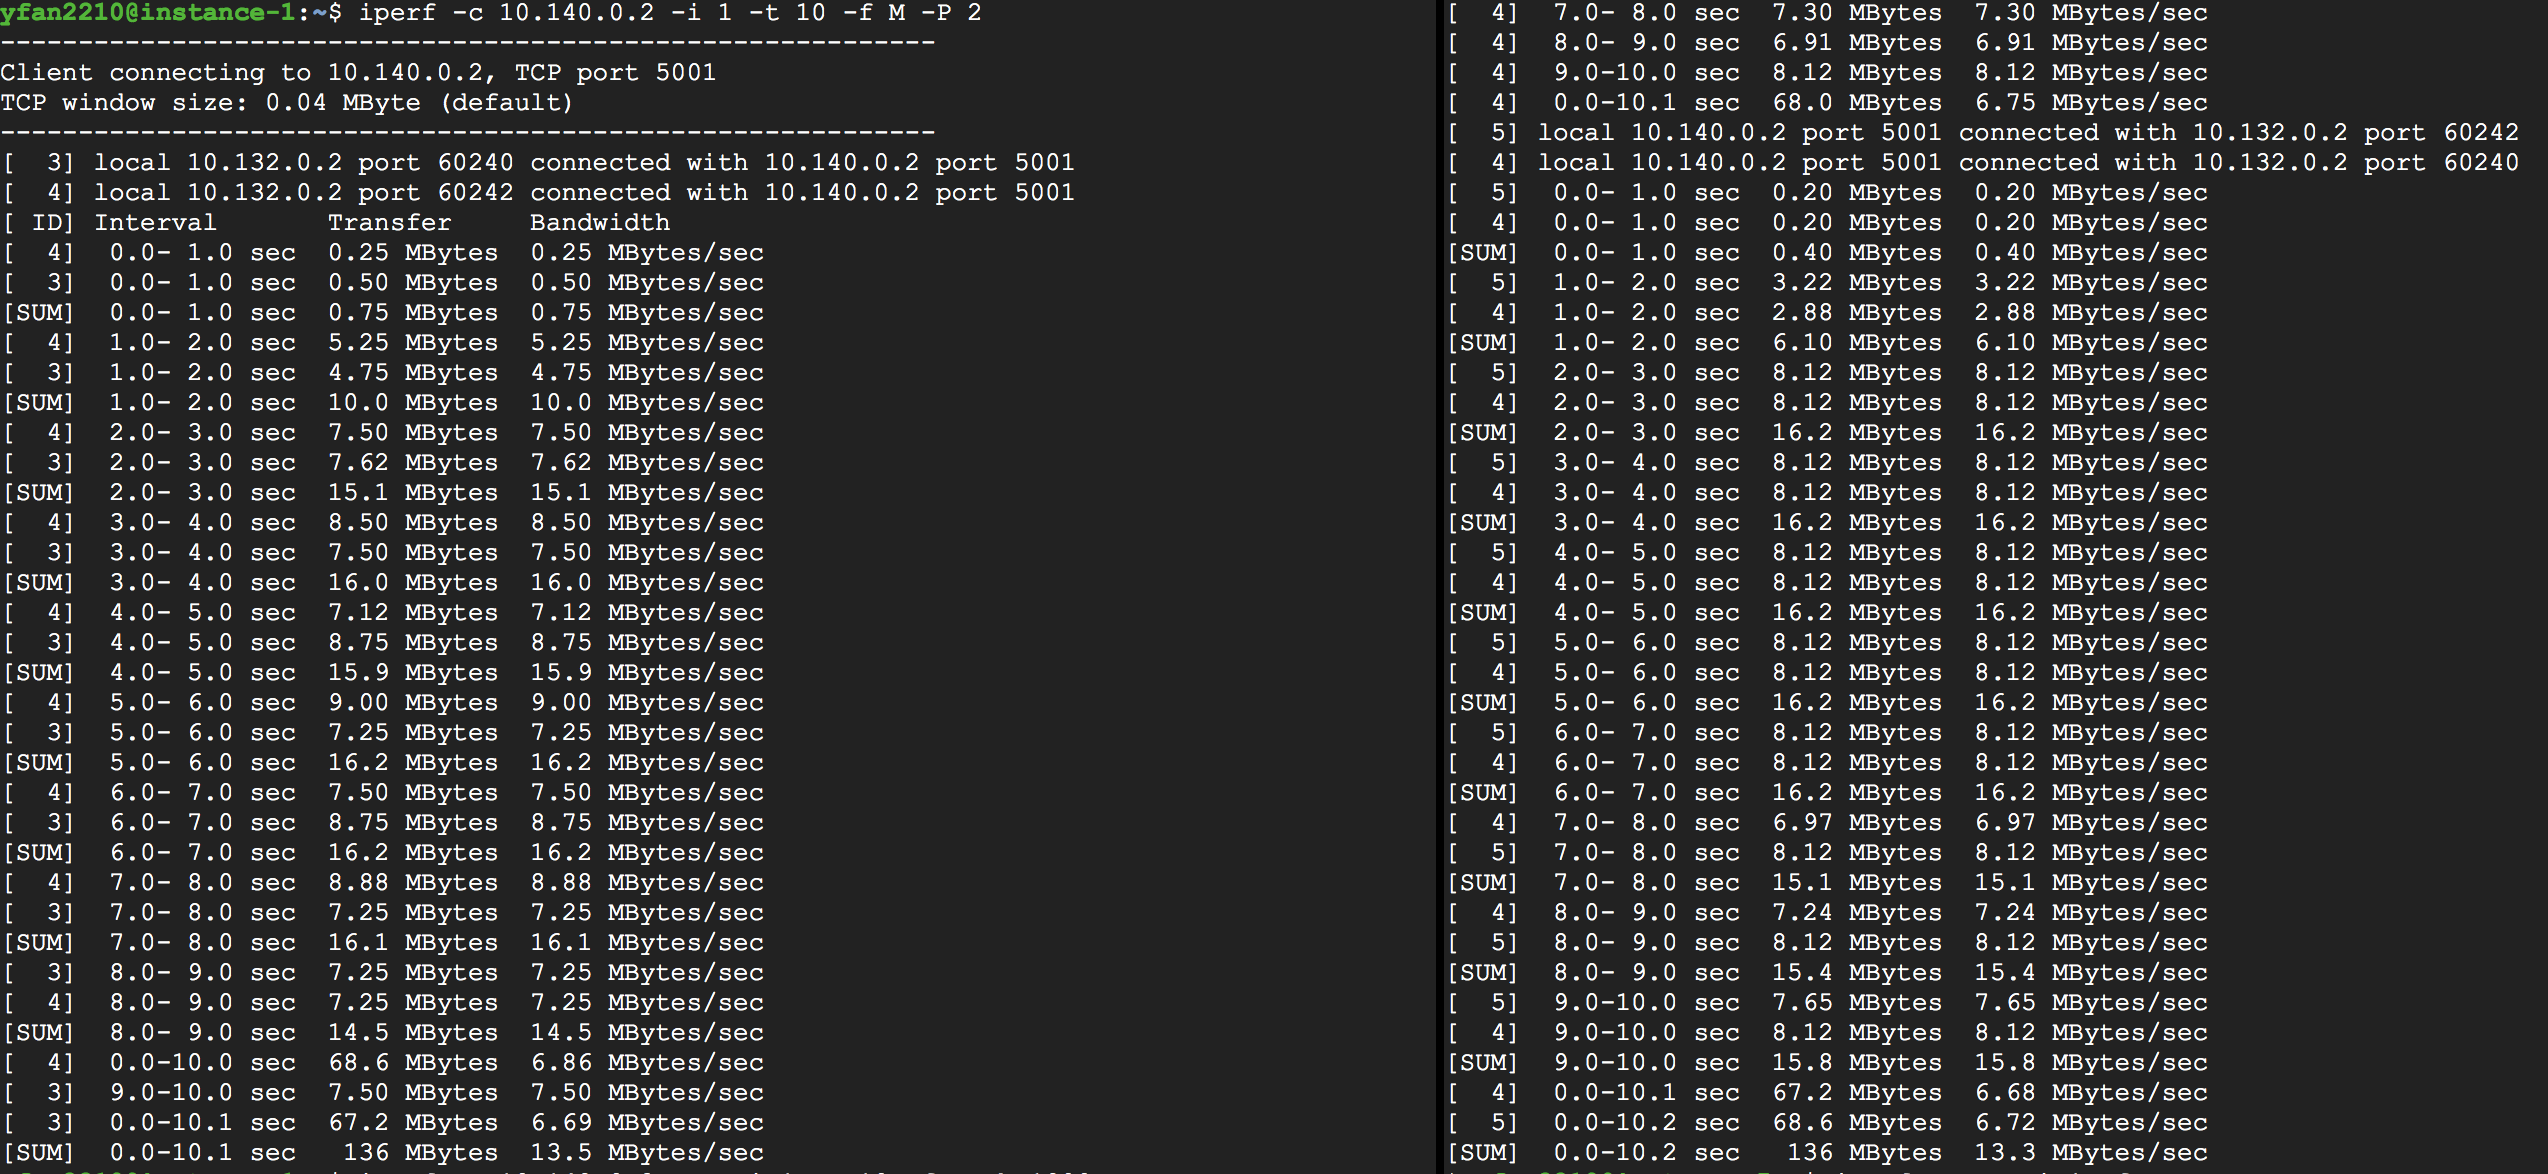 yfan2210@instance-1:~$ iperf -c 10.140.0.2 -i 1 -t 10 -f M -P 2
------------------------------------------------------------
Client connecting to 10.140.0.2, TCP port 5001
TCP window size: 0.04 MByte (default)
------------------------------------------------------------
[  3] local 10.132.0.2 port 60240 connected with 10.140.0.2 port 5001
[  4] local 10.132.0.2 port 60242 connected with 10.140.0.2 port 5001
[ ID] Interval       Transfer     Bandwidth
[  4]  0.0- 1.0 sec  0.25 MBytes  0.25 MBytes/sec
[  3]  0.0- 1.0 sec  0.50 MBytes  0.50 MBytes/sec
[SUM]  0.0- 1.0 sec  0.75 MBytes  0.75 MBytes/sec
[  4]  1.0- 2.0 sec  5.25 MBytes  5.25 MBytes/sec
[  3]  1.0- 2.0 sec  4.75 MBytes  4.75 MBytes/sec
[SUM]  1.0- 2.0 sec  10.0 MBytes  10.0 MBytes/sec
[  4]  2.0- 3.0 sec  7.50 MBytes  7.50 MBytes/sec
[  3]  2.0- 3.0 sec  7.62 MBytes  7.62 MBytes/sec
[SUM]  2.0- 3.0 sec  15.1 MBytes  15.1 MBytes/sec
[  4]  3.0- 4.0 sec  8.50 MBytes  8.50 MBytes/sec
[  3]  3.0- 4.0 sec  7.50 MBytes  7.50 MBytes/sec
[SUM]  3.0- 4.0 sec  16.0 MBytes  16.0 MBytes/sec
[  4]  4.0- 5.0 sec  7.12 MBytes  7.12 MBytes/sec
[  3]  4.0- 5.0 sec  8.75 MBytes  8.75 MBytes/sec
[SUM]  4.0- 5.0 sec  15.9 MBytes  15.9 MBytes/sec
[  4]  5.0- 6.0 sec  9.00 MBytes  9.00 MBytes/sec
[  3]  5.0- 6.0 sec  7.25 MBytes  7.25 MBytes/sec
[SUM]  5.0- 6.0 sec  16.2 MBytes  16.2 MBytes/sec
[  4]  6.0- 7.0 sec  7.50 MBytes  7.50 MBytes/sec
[  3]  6.0- 7.0 sec  8.75 MBytes  8.75 MBytes/sec
[SUM]  6.0- 7.0 sec  16.2 MBytes  16.2 MBytes/sec
[  4]  7.0- 8.0 sec  8.88 MBytes  8.88 MBytes/sec
[  3]  7.0- 8.0 sec  7.25 MBytes  7.25 MBytes/sec
[SUM]  7.0- 8.0 sec  16.1 MBytes  16.1 MBytes/sec
[  3]  8.0- 9.0 sec  7.25 MBytes  7.25 MBytes/sec
[  4]  8.0- 9.0 sec  7.25 MBytes  7.25 MBytes/sec
[SUM]  8.0- 9.0 sec  14.5 MBytes  14.5 MBytes/sec
[  4]  0.0-10.0 sec  68.6 MBytes  6.86 MBytes/sec
[  3]  9.0-10.0 sec  7.50 MBytes  7.50 MBytes/sec
[  3]  0.0-10.1 sec  67.2 MBytes  6.69 MBytes/sec
[SUM]  0.0-10.1 sec   136 MBytes  13.5 MBytes/sec
[  4]  7.0- 8.0 sec  7.30 MBytes  7.30 MBytes/sec
[  4]  8.0- 9.0 sec  6.91 MBytes  6.91 MBytes/sec
[  4]  9.0-10.0 sec  8.12 MBytes  8.12 MBytes/sec
[  4]  0.0-10.1 sec  68.0 MBytes  6.75 MBytes/sec
[  5] local 10.140.0.2 port 5001 connected with 10.132.0.2 port 60242
[  4] local 10.140.0.2 port 5001 connected with 10.132.0.2 port 60240
[  5]  0.0- 1.0 sec  0.20 MBytes  0.20 MBytes/sec
[  4]  0.0- 1.0 sec  0.20 MBytes  0.20 MBytes/sec
[SUM]  0.0- 1.0 sec  0.40 MBytes  0.40 MBytes/sec
[  5]  1.0- 2.0 sec  3.22 MBytes  3.22 MBytes/sec
[  4]  1.0- 2.0 sec  2.88 MBytes  2.88 MBytes/sec
[SUM]  1.0- 2.0 sec  6.10 MBytes  6.10 MBytes/sec
[  5]  2.0- 3.0 sec  8.12 MBytes  8.12 MBytes/sec
[  4]  2.0- 3.0 sec  8.12 MBytes  8.12 MBytes/sec
[SUM]  2.0- 3.0 sec  16.2 MBytes  16.2 MBytes/sec
[  5]  3.0- 4.0 sec  8.12 MBytes  8.12 MBytes/sec
[  4]  3.0- 4.0 sec  8.12 MBytes  8.12 MBytes/sec
[SUM]  3.0- 4.0 sec  16.2 MBytes  16.2 MBytes/sec
[  5]  4.0- 5.0 sec  8.12 MBytes  8.12 MBytes/sec
[  4]  4.0- 5.0 sec  8.12 MBytes  8.12 MBytes/sec
[SUM]  4.0- 5.0 sec  16.2 MBytes  16.2 MBytes/sec
[  5]  5.0- 6.0 sec  8.12 MBytes  8.12 MBytes/sec
[  4]  5.0- 6.0 sec  8.12 MBytes  8.12 MBytes/sec
[SUM]  5.0- 6.0 sec  16.2 MBytes  16.2 MBytes/sec
[  5]  6.0- 7.0 sec  8.12 MBytes  8.12 MBytes/sec
[  4]  6.0- 7.0 sec  8.12 MBytes  8.12 MBytes/sec
[SUM]  6.0- 7.0 sec  16.2 MBytes  16.2 MBytes/sec
[  4]  7.0- 8.0 sec  6.97 MBytes  6.97 MBytes/sec
[  5]  7.0- 8.0 sec  8.12 MBytes  8.12 MBytes/sec
[SUM]  7.0- 8.0 sec  15.1 MBytes  15.1 MBytes/sec
[  4]  8.0- 9.0 sec  7.24 MBytes  7.24 MBytes/sec
[  5]  8.0- 9.0 sec  8.12 MBytes  8.12 MBytes/sec
[SUM]  8.0- 9.0 sec  15.4 MBytes  15.4 MBytes/sec
[  5]  9.0-10.0 sec  7.65 MBytes  7.65 MBytes/sec
[  4]  9.0-10.0 sec  8.12 MBytes  8.12 MBytes/sec
[SUM]  9.0-10.0 sec  15.8 MBytes  15.8 MBytes/sec
[  4]  0.0-10.1 sec  67.2 MBytes  6.68 MBytes/sec
[  5]  0.0-10.2 sec  68.6 MBytes  6.72 MBytes/sec
[SUM]  0.0-10.2 sec   136 MBytes  13.3 MBytes/sec